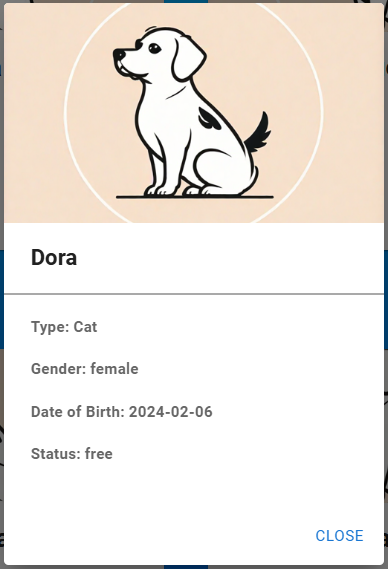 Dora
Type: Cat
Gender: female
Date of Birth: 2024-02-06
Status: free
CLOSE